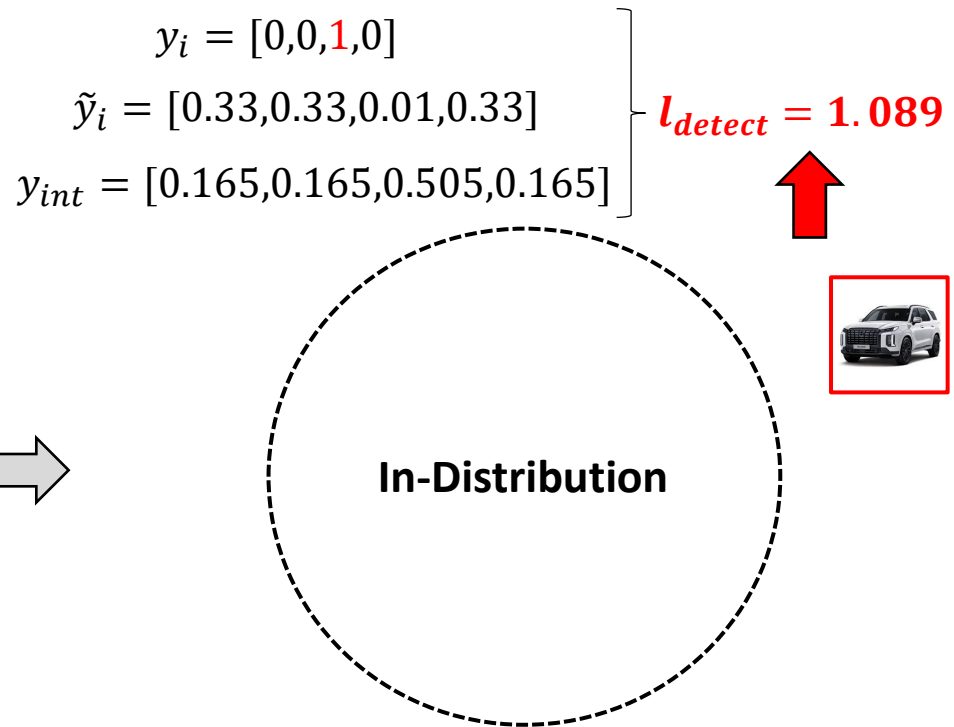 y_i = [0,0,1,0]
ỹ_i = [0.33,0.33,0.01,0.33]
y_int = [0.165,0.165,0.505,0.165]
l_detect = 1.089
In-Distribution